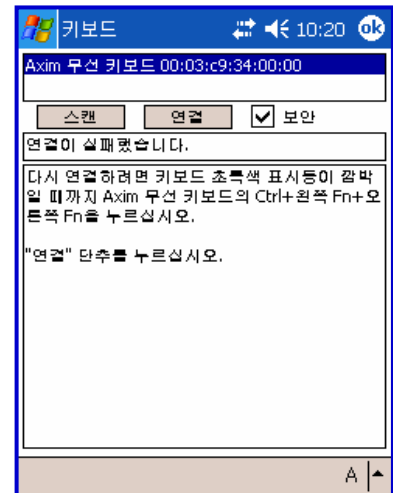 키보드
10:20
ok
Axim 무선 키보드 00:03:c9:34:00:00
스캔
연결
보안
연결이 실패했습니다.
다시 연결하려면 키보드 초록색 표시등이 깜박
일 때까지 Axim 무선 키보드의 Ctrl+왼쪽 Fn+오
른쪽 Fn을 누르십시오.
"연결" 단추를 누르십시오.
A